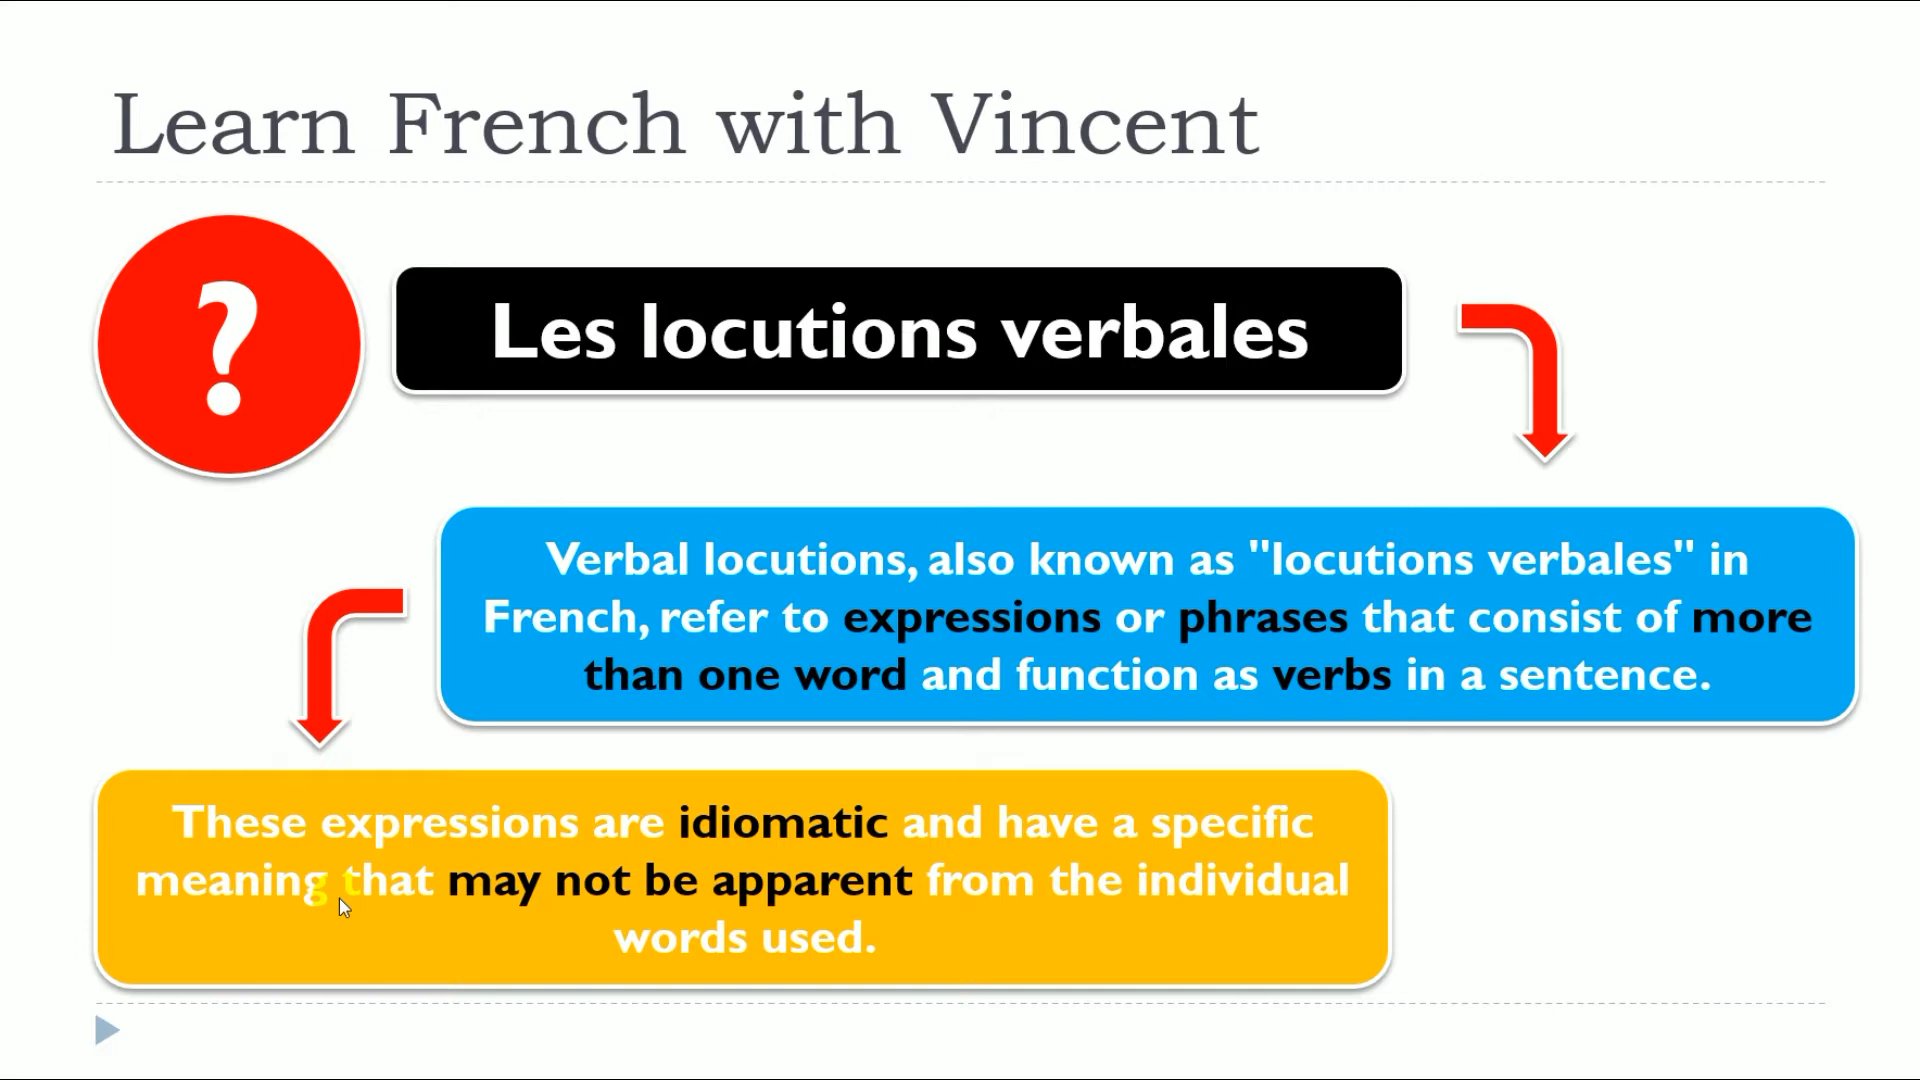 Learn French with Vincent
?
Les locutions verbales
Verbal locutions, also known as "locutions verbales" in
French, refer to expressions or phrases that consist of more
than one word and function as verbs in a sentence.
These expressions are idiomatic and have a specific
meaning that may not be apparent from the individual
words used.